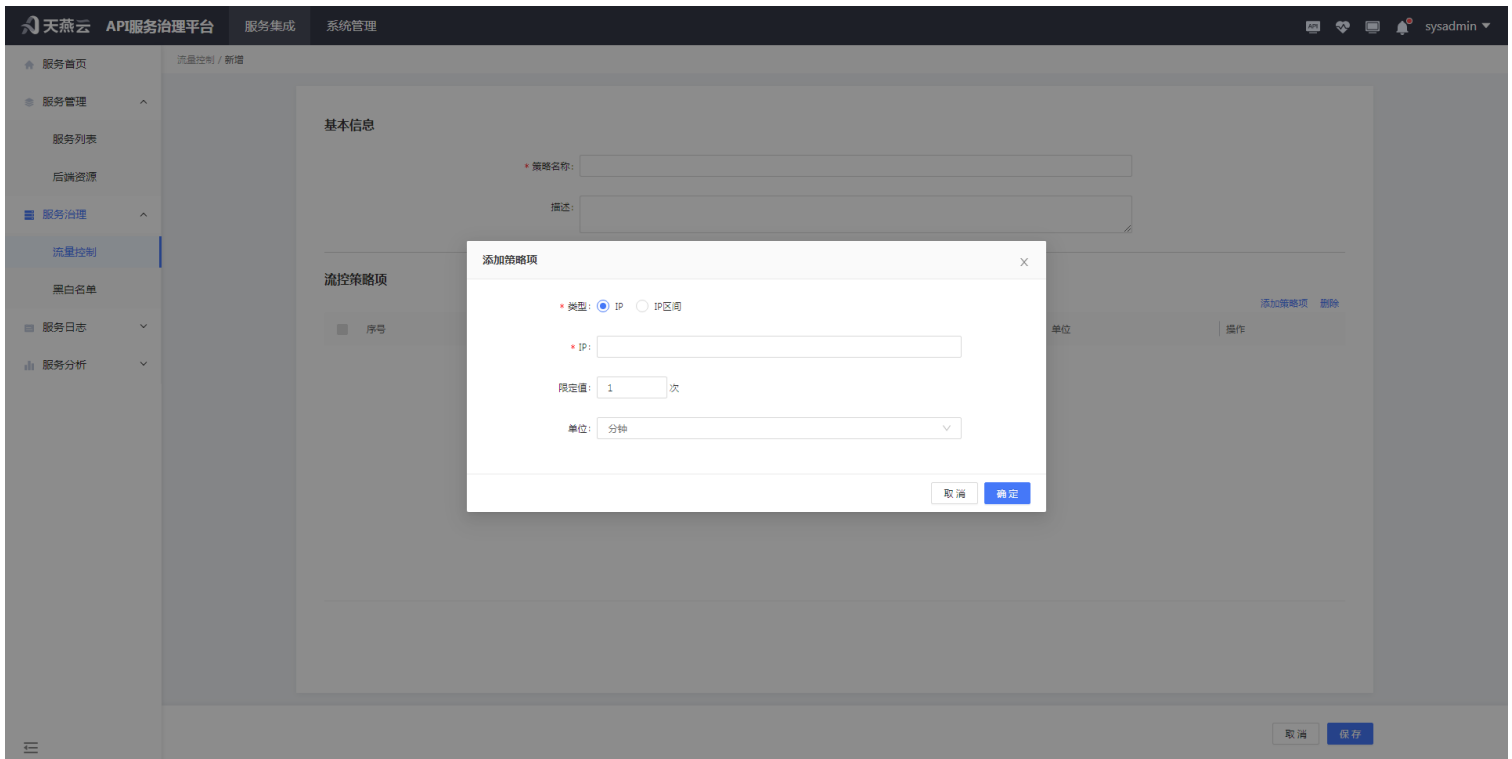 天燕云 API服务治理平台 服务集成 系统管理 sysadmin
服务首页
服务管理
服务列表
后端资源
服务治理
流量控制
黑白名单
服务日志
服务分析
流量控制 / 新增
基本信息
* 策略名称:
描述:
流控策略项
添加策略项 删除
序号 单位 操作
添加策略项
* 类型: IP IP区间
* IP:
限定值: 1 次
单位: 分钟
取消 确定
取消 保存